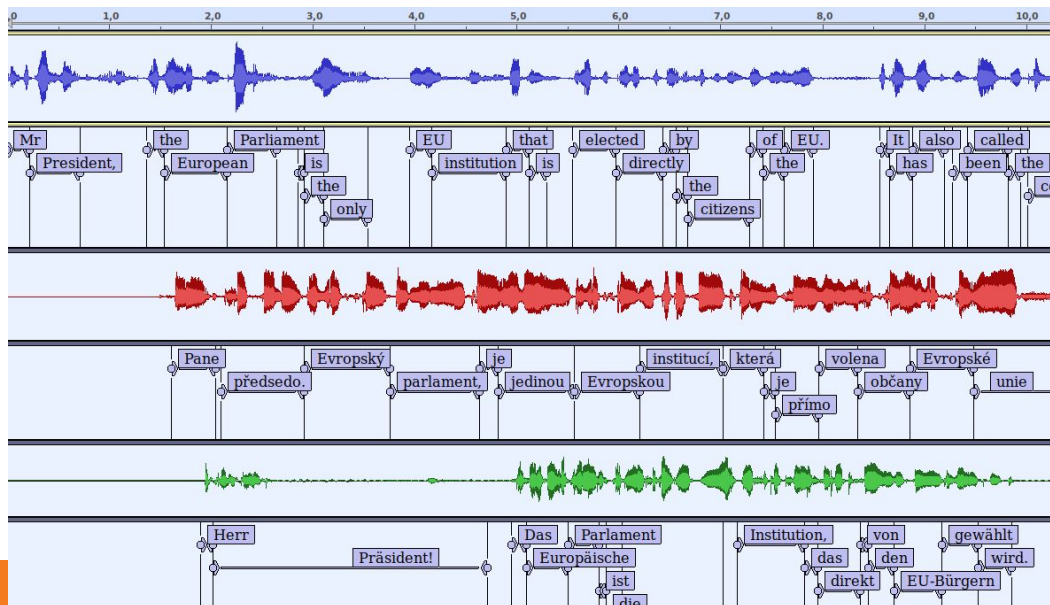 ,0 1,0 2,0 3,0 4,0 5,0 6,0 7,0 8,0 9,0 10,0
Mr the Parliament EU that elected by of EU. It also called
President, European is institution is directly the has been the
the the
only citizens
Pane Evropský je institucí, která volena Evropské
předsedo. parlament, jedinou Evropskou je občany unie
přímo
Herr Das Parlament Institution, von gewählt
Präsident! Europäische das den wird.
ist direkt EU-Bürgern
die